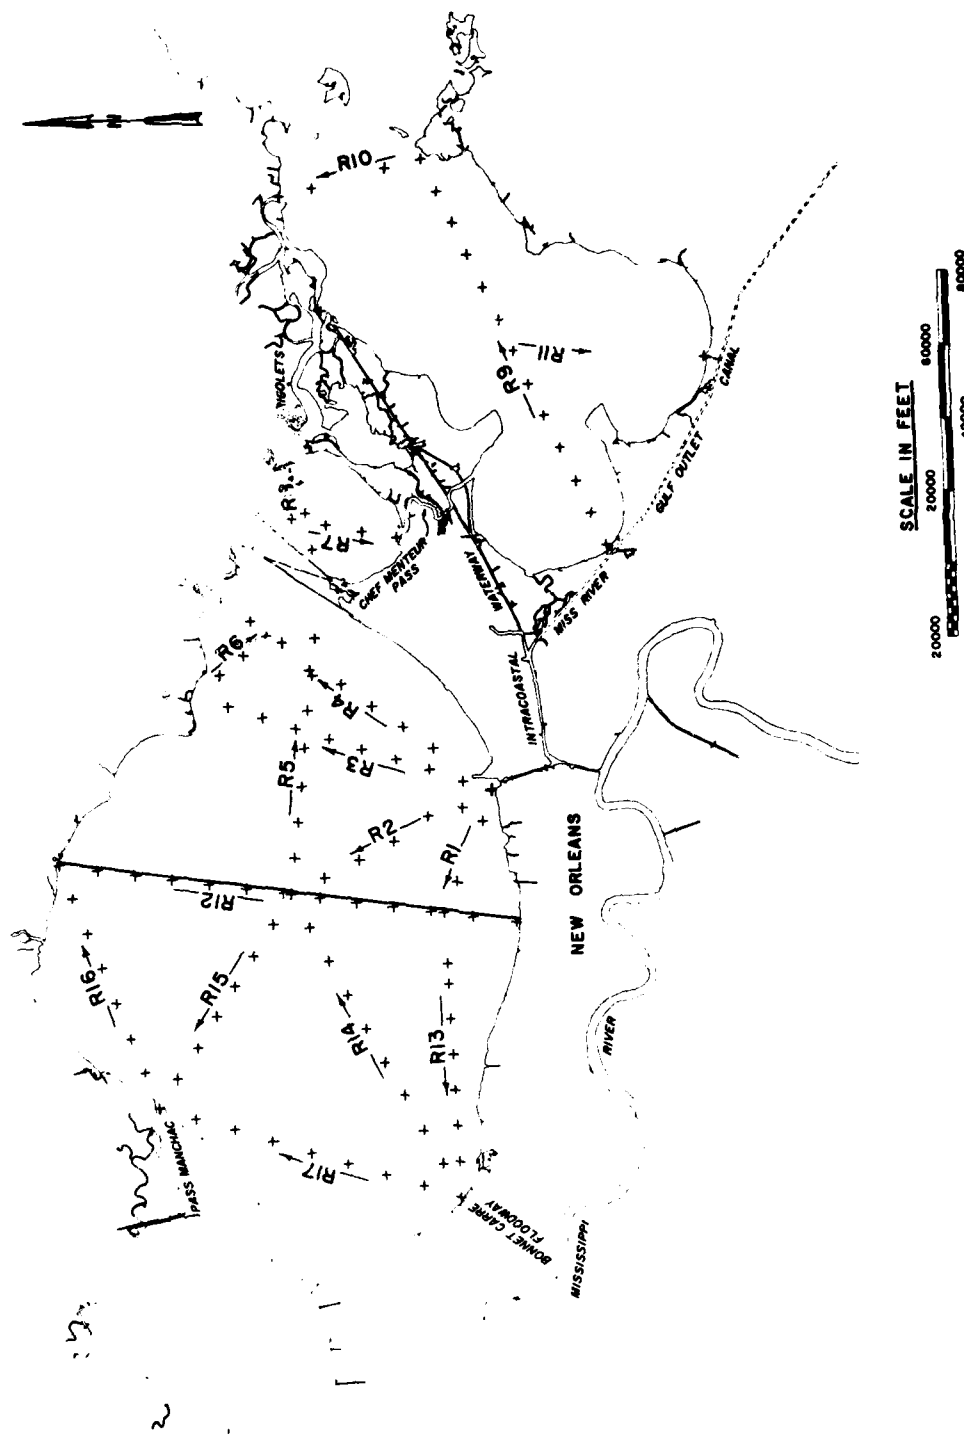 N
R10
RIGOLETS
R9
R11
R8
R7
CHEF MENTEUR
PASS
GULF OUTLET
CANAL
WATERWAY
MISS RIVER
INTRACOASTAL
R6
R4
R3
R5
R2
R1
R12
NEW ORLEANS
R16
R15
R14
R13
RIVER
PASS MANCHAC
R17
BONNET CARRE
FLOODWAY
MISSISSIPPI
SCALE IN FEET
20000
20000
60000
80000